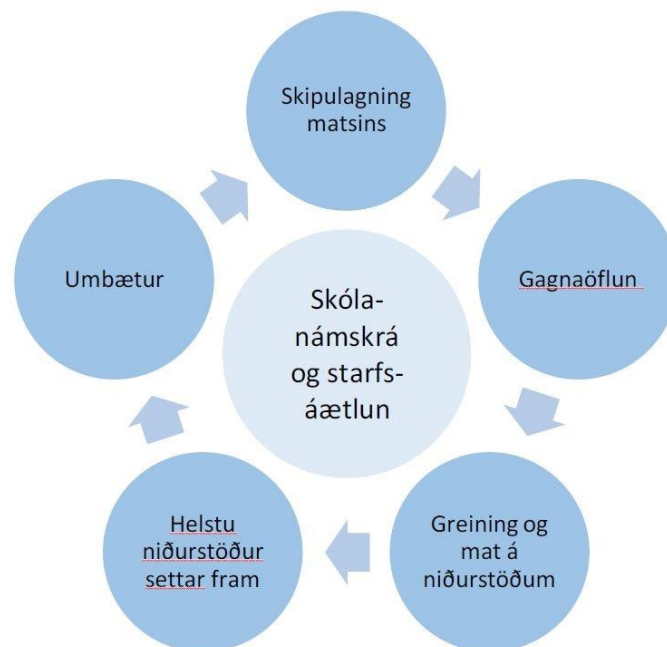 Skipulagning
matsins
Gagnaöflun
Greining og
mat á
niðurstöðum
Helstu
niðurstöður
settar fram
Umbætur
Skóla-
námskrá
og starfs-
áætlun